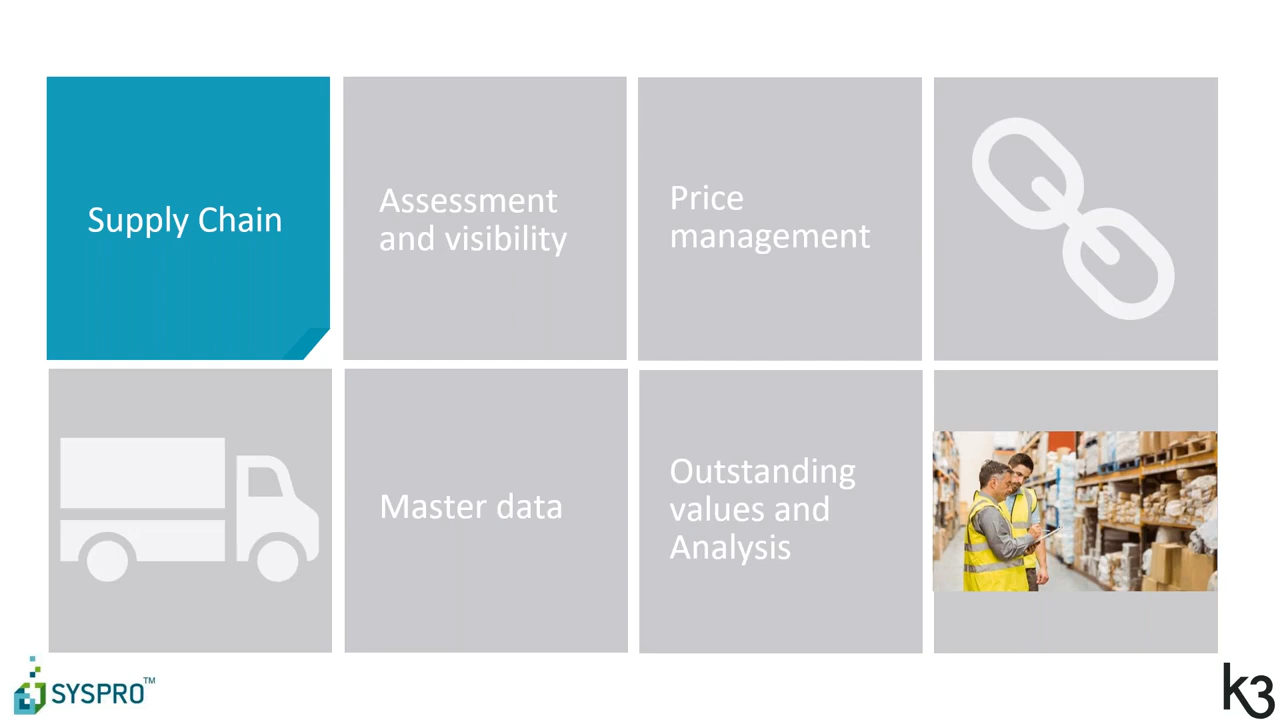 Supply Chain
Assessment
and visibility
Price
management
Master data
Outstanding
values and
Analysis
SYSPRO™
k3